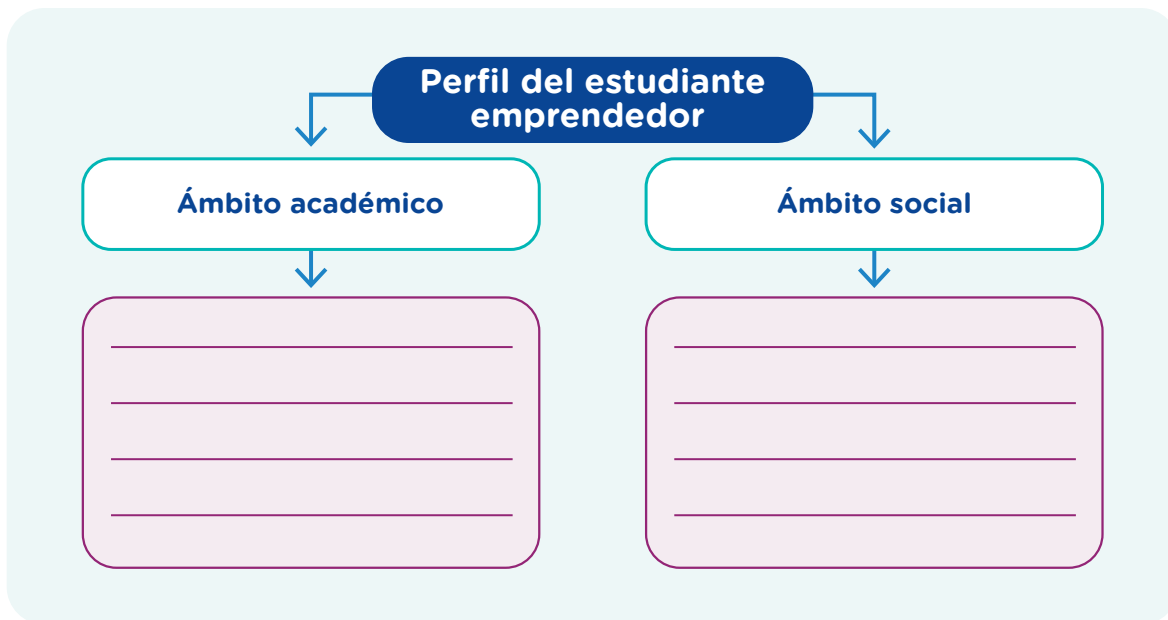 Perfil del estudiante
emprendedor
Ámbito académico
Ámbito social